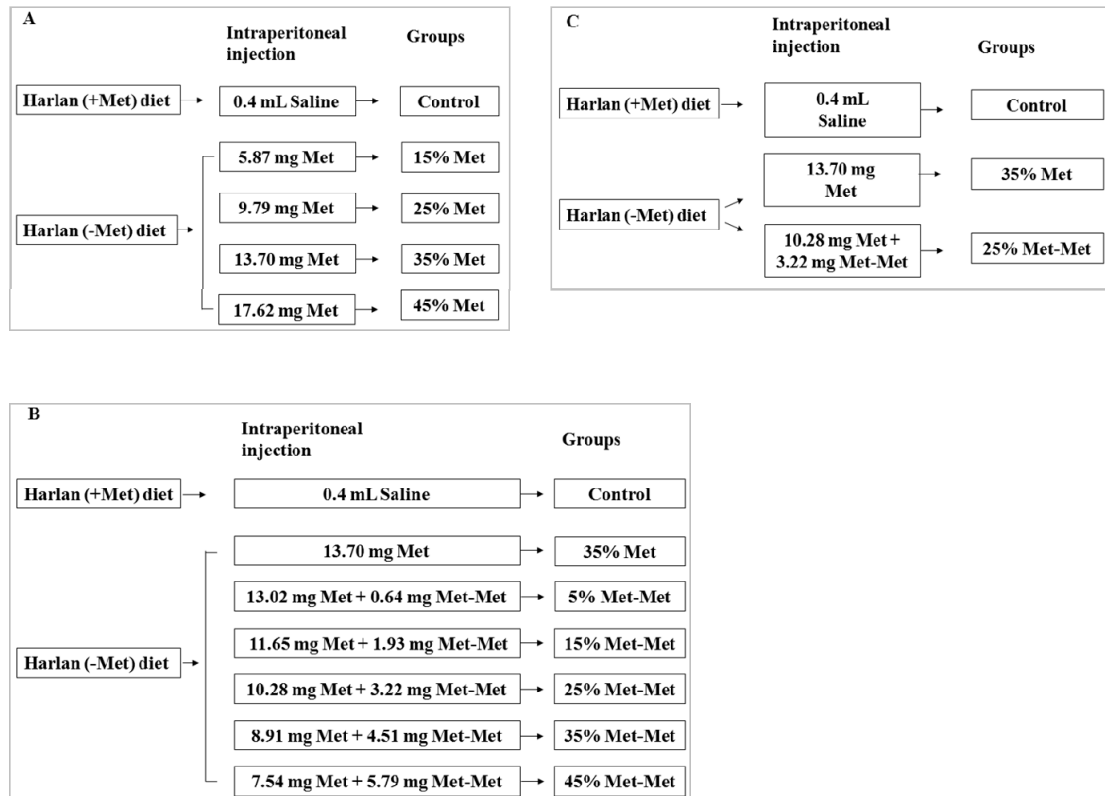 A
Intraperitoneal
injection
Groups
Harlan (+Met) diet
0.4 mL Saline
Control
5.87 mg Met
15% Met
9.79 mg Met
25% Met
Harlan (-Met) diet
13.70 mg Met
35% Met
17.62 mg Met
45% Met
C
Intraperitoneal
injection
Groups
Harlan (+Met) diet
0.4 mL
Saline
Control
13.70 mg
Met
35% Met
Harlan (-Met) diet
10.28 mg Met +
3.22 mg Met-Met
25% Met-Met
B
Intraperitoneal
injection
Groups
Harlan (+Met) diet
0.4 mL Saline
Control
13.70 mg Met
35% Met
13.02 mg Met + 0.64 mg Met-Met
5% Met-Met
11.65 mg Met + 1.93 mg Met-Met
15% Met-Met
Harlan (-Met) diet
10.28 mg Met + 3.22 mg Met-Met
25% Met-Met
8.91 mg Met + 4.51 mg Met-Met
35% Met-Met
7.54 mg Met + 5.79 mg Met-Met
45% Met-Met